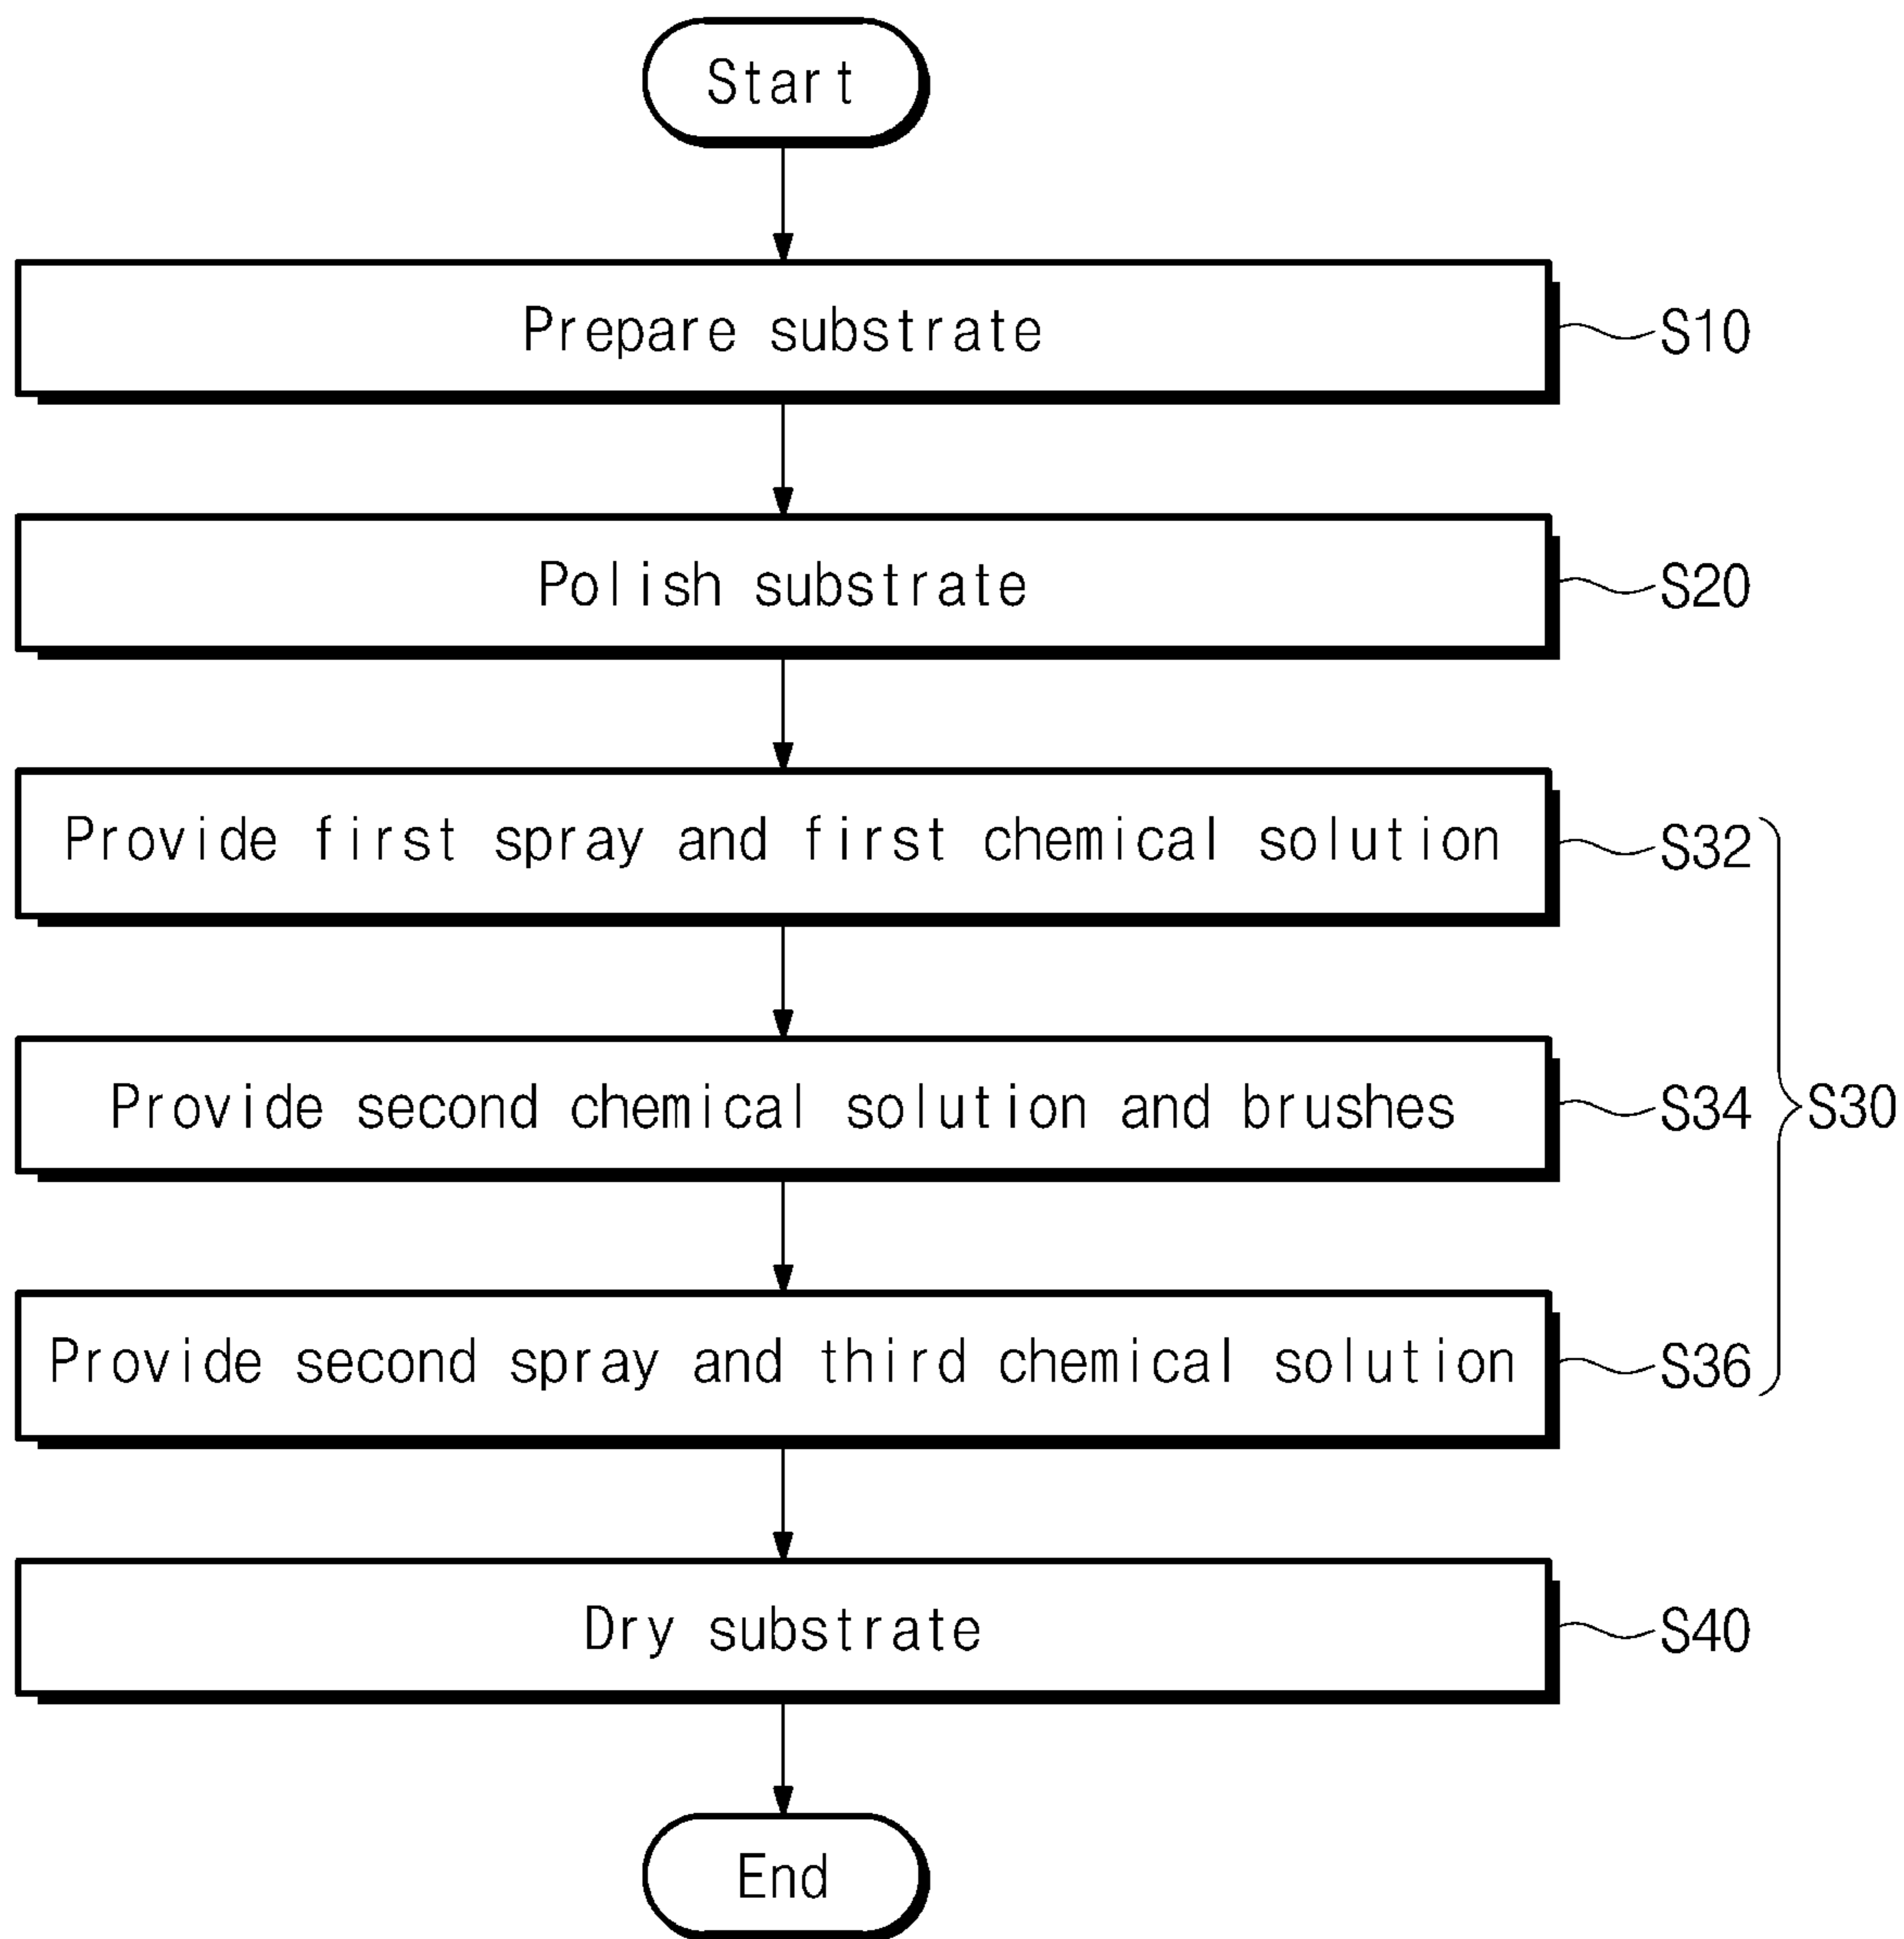 Start
Prepare substrate
S10
Polish substrate
S20
Provide first spray and first chemical solution
S32
Provide second chemical solution and brushes
S34
S30
Provide second spray and third chemical solution
S36
Dry substrate
S40
End